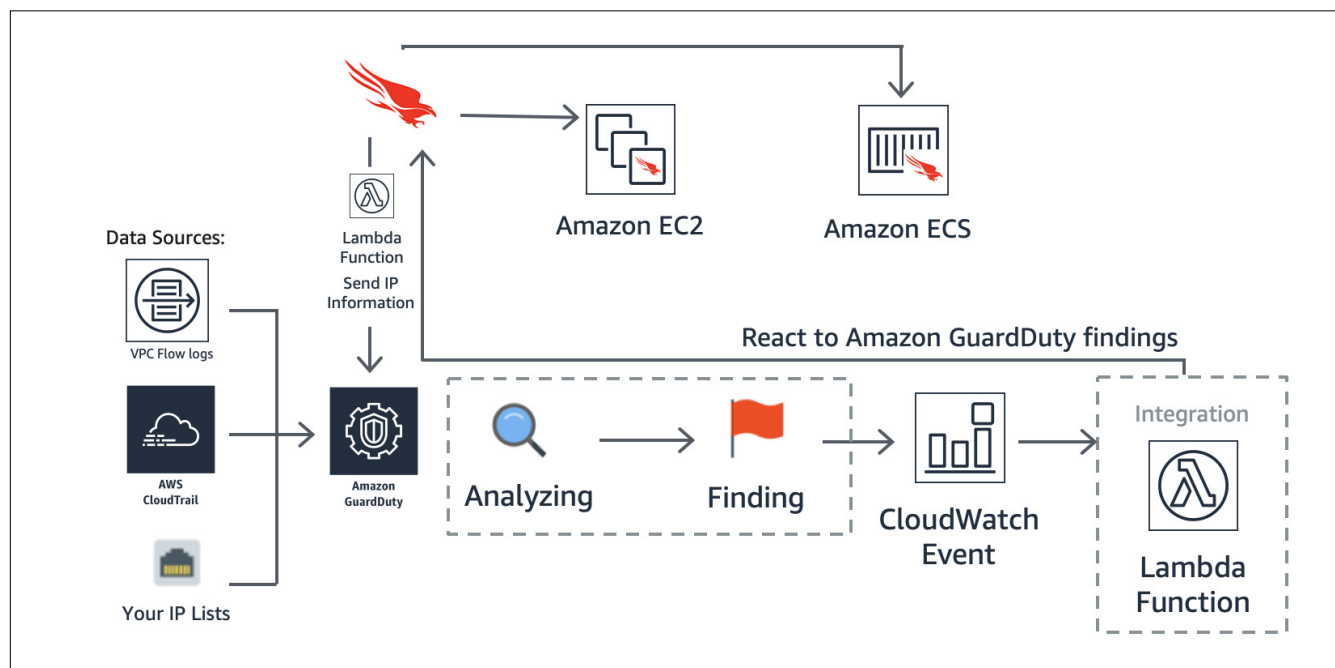 Amazon EC2
Amazon ECS
Lambda
Function
Send IP
Information
Data Sources:
VPC Flow logs
AWS
CloudTrail
Your IP Lists
Amazon
GuardDuty
React to Amazon GuardDuty findings
Analyzing
Finding
CloudWatch
Event
Integration
Lambda
Function